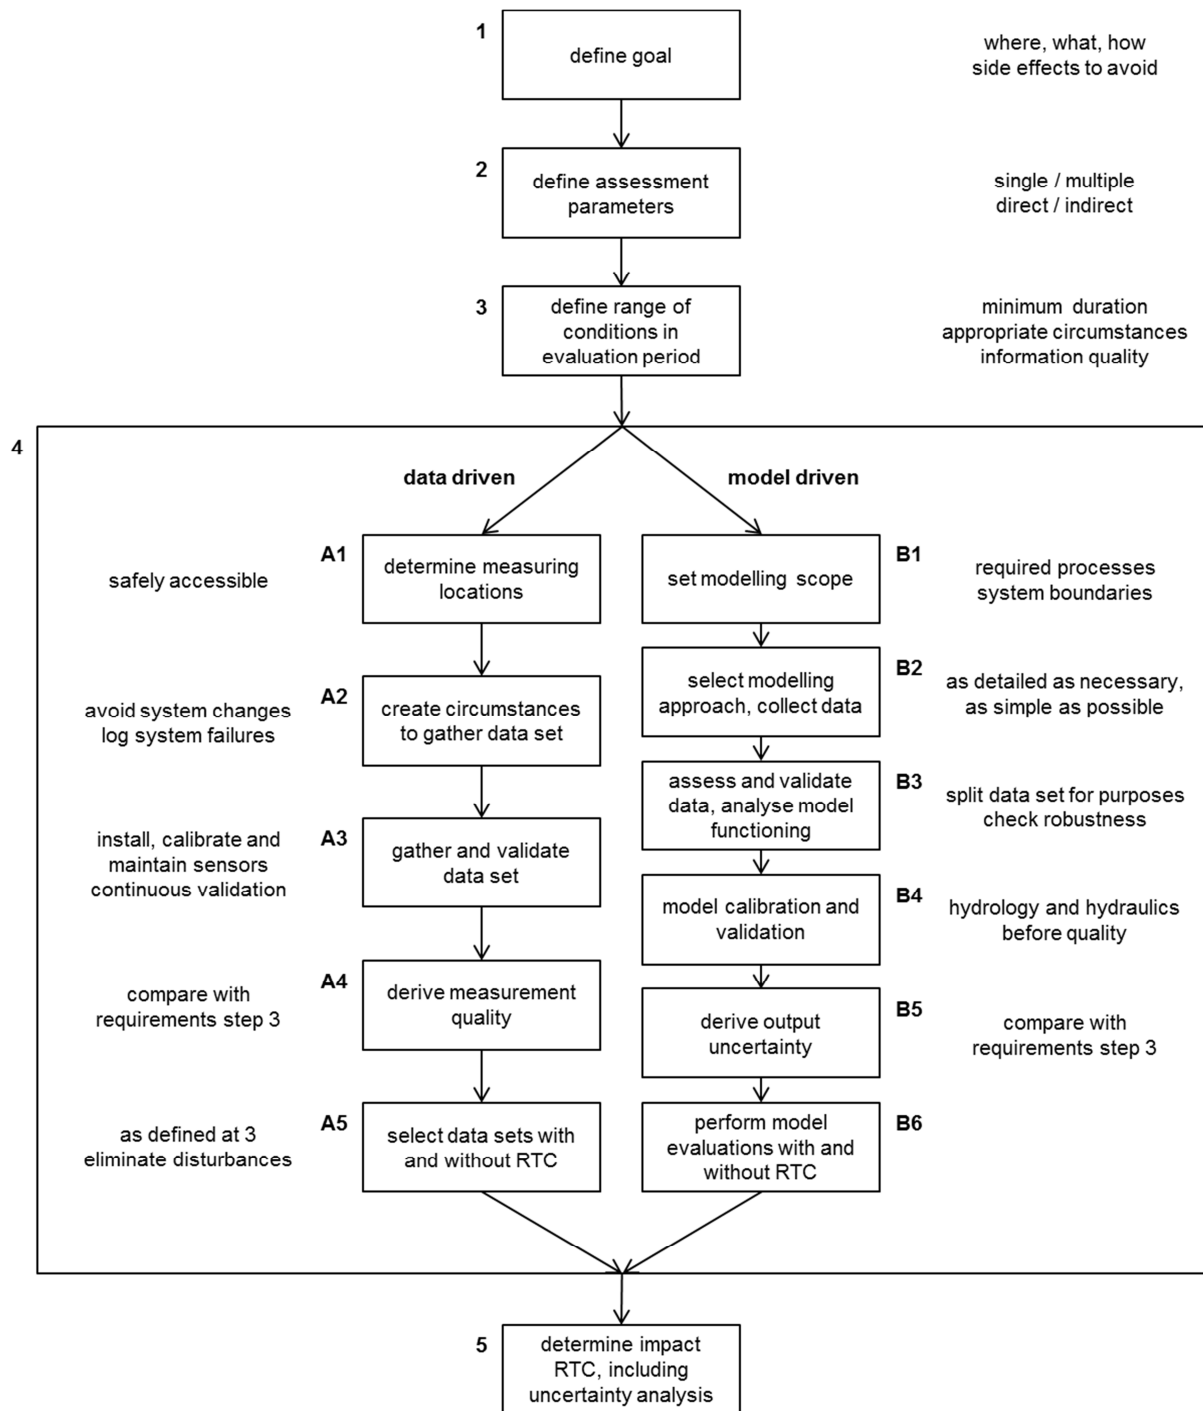 1
define goal
where, what, how
side effects to avoid
2
define assessment
parameters
single / multiple
direct / indirect
3
define range of
conditions in
evaluation period
minimum duration
appropriate circumstances
information quality
4
data driven
model driven
safely accessible
A1
determine measuring
locations
B1
set modelling scope
required processes
system boundaries
avoid system changes
log system failures
A2
create circumstances
to gather data set
B2
select modelling
approach, collect data
as detailed as necessary,
as simple as possible
install, calibrate and
maintain sensors
continuous validation
A3
gather and validate
data set
B3
assess and validate
data, analyse model
functioning
split data set for purposes
check robustness
B4
model calibration and
validation
hydrology and hydraulics
before quality
compare with
requirements step 3
A4
derive measurement
quality
B5
derive output
uncertainty
compare with
requirements step 3
as defined at 3
eliminate disturbances
A5
select data sets with
and without RTC
B6
perform model
evaluations with and
without RTC
5
determine impact
RTC, including
uncertainty analysis